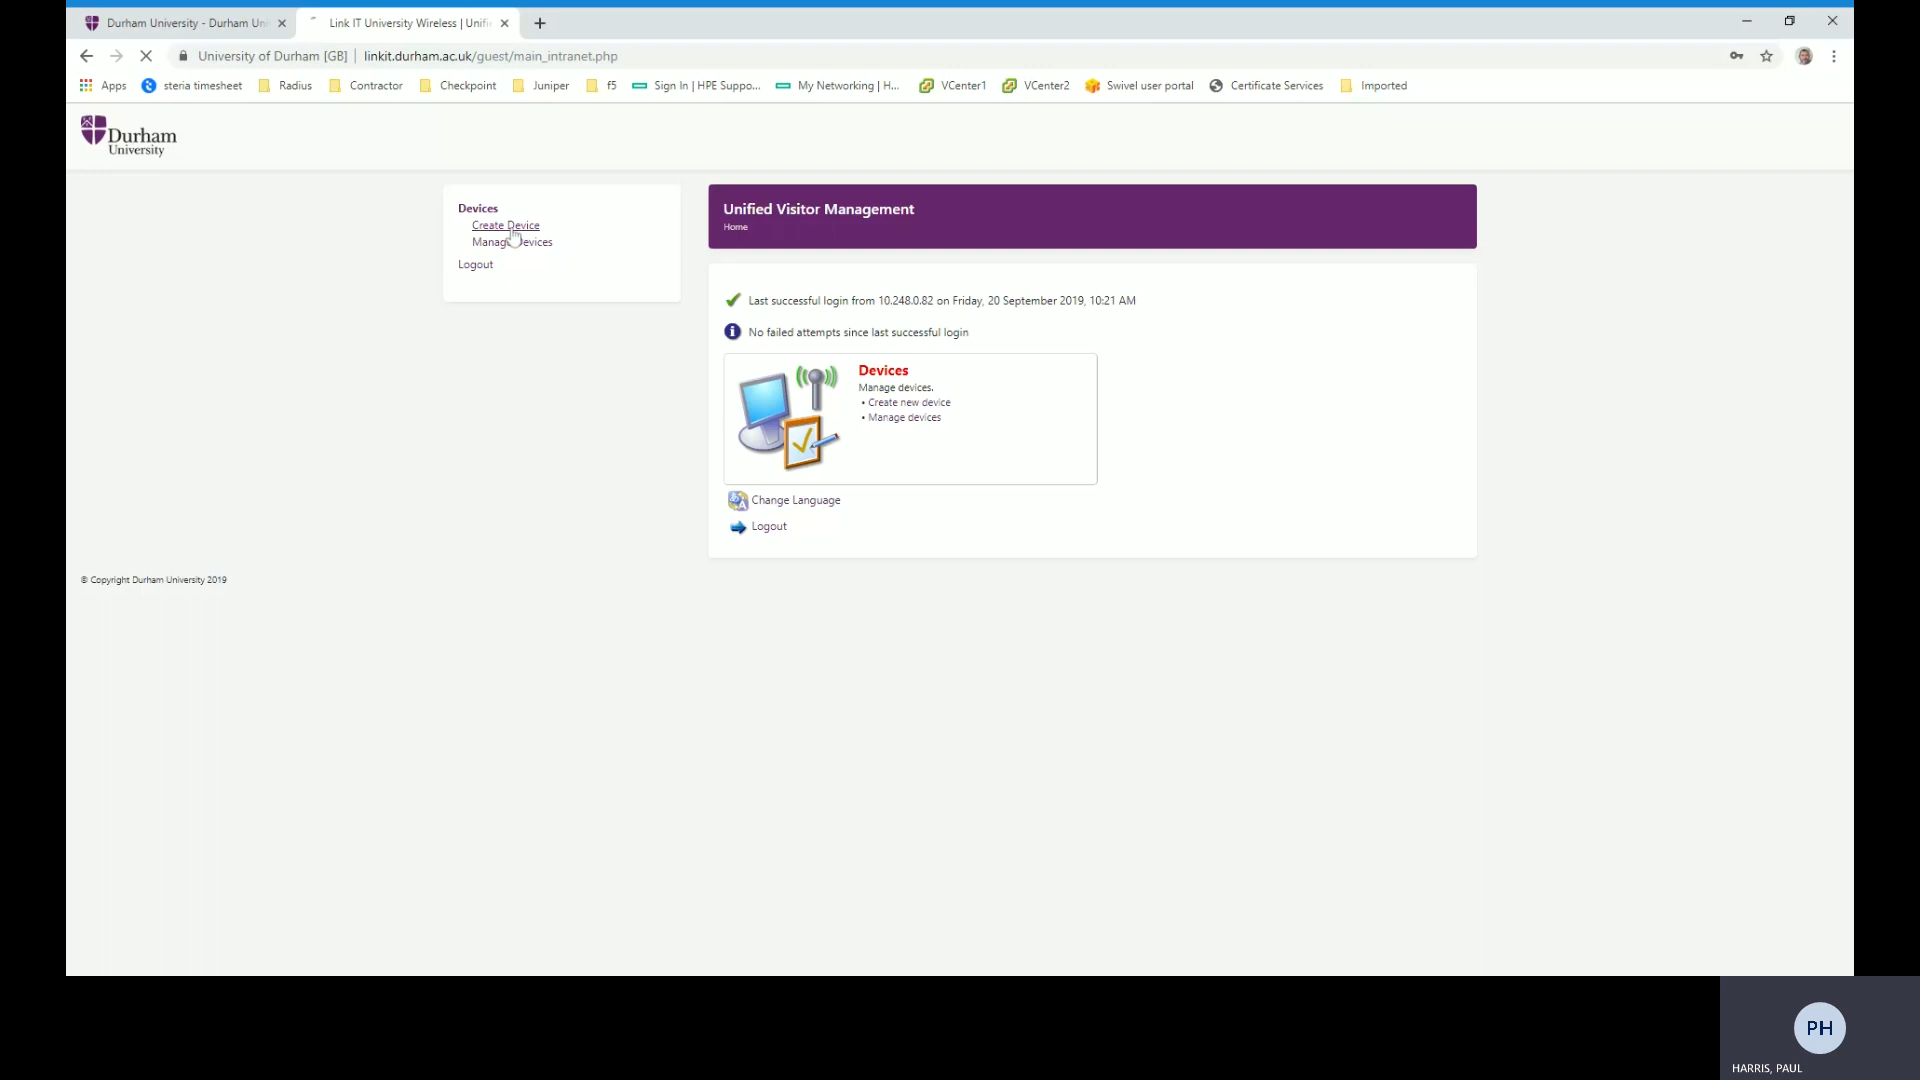 Durham University - Durham Uni
Link IT University Wireless | Unifi
University of Durham [GB]
linkit.durham.ac.uk/guest/main_intranet.php
Apps
steria timesheet
Radius
Contractor
Checkpoint
Juniper
f5
Sign In | HPE Suppo...
My Networking | H...
VCenter1
VCenter2
Swivel user portal
Certificate Services
Imported
Durham
University
Devices
Create Device
Manage Devices
Logout
Unified Visitor Management
Home
Last successful login from 10.248.0.82 on Friday, 20 September 2019, 10:21 AM
No failed attempts since last successful login
Devices
Manage devices.
• Create new device
• Manage devices
Change Language
Logout
© Copyright Durham University 2019
PH
HARRIS, PAUL